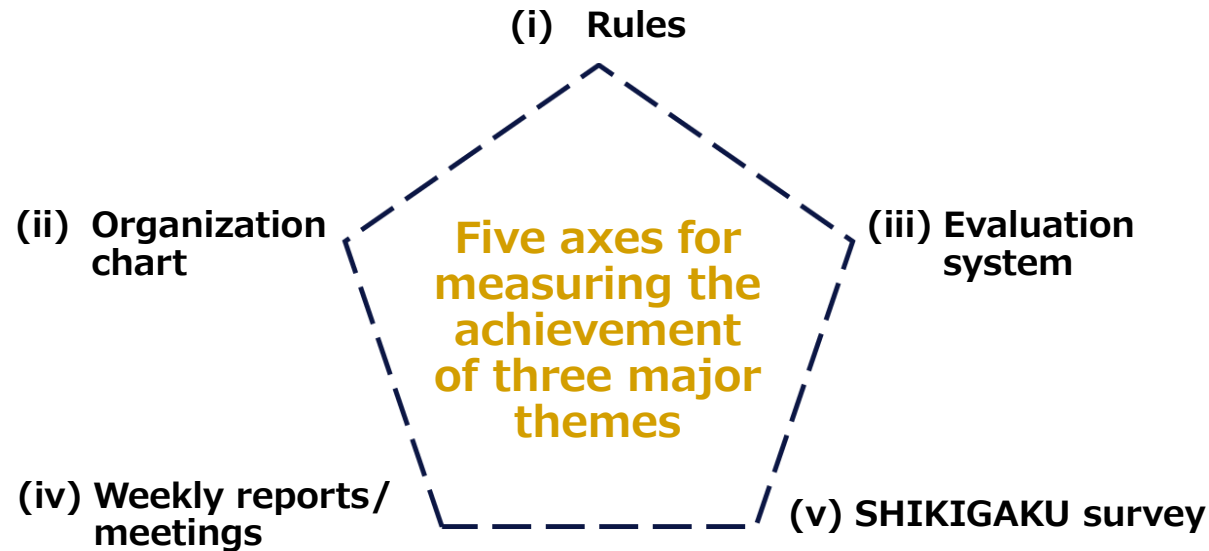 (i) Rules
(ii) Organization
chart
Five axes for
measuring the
achievement
of three major
themes
(iii) Evaluation
system
(iv) Weekly reports/
meetings
(v) SHIKIGAKU survey